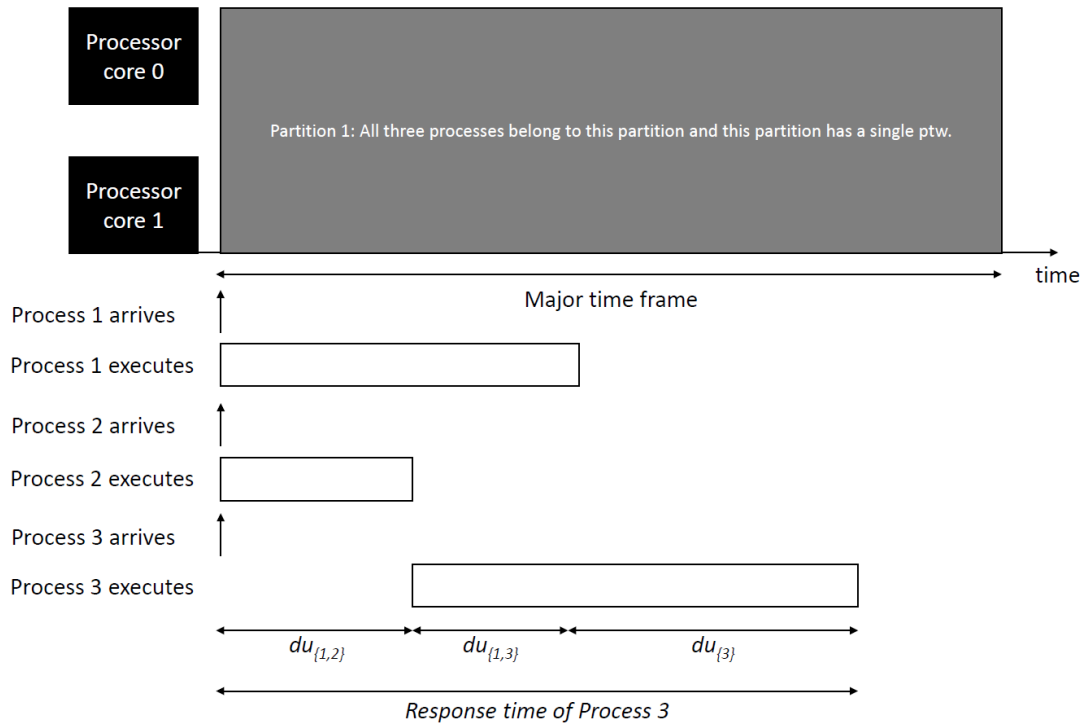 Processor
core 0
Partition 1: All three processes belong to this partition and this partition has a single ptw.
Processor
core 1
time
Major time frame
Process 1 arrives
Process 1 executes
Process 2 arrives
Process 2 executes
Process 3 arrives
Process 3 executes
du{1,2}
du{1,3}
du{3}
Response time of Process 3